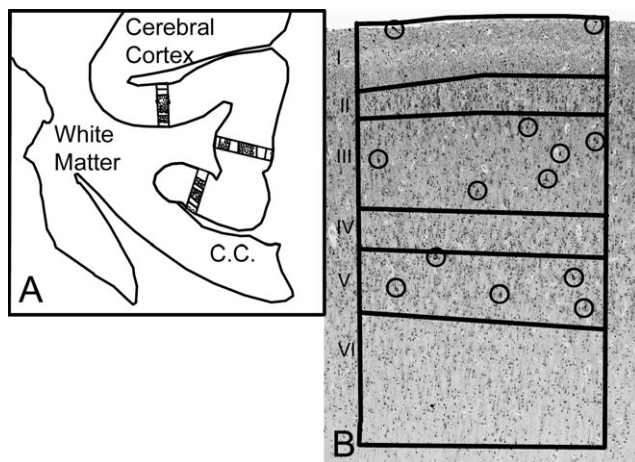 Cerebral
Cortex
White
Matter
C.C.
A
I
II
III
IV
V
VI
B